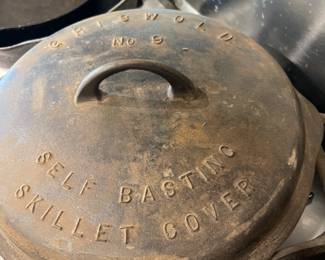 GRISWOLD
No 9
SELF BASTING
SKILLET COVER